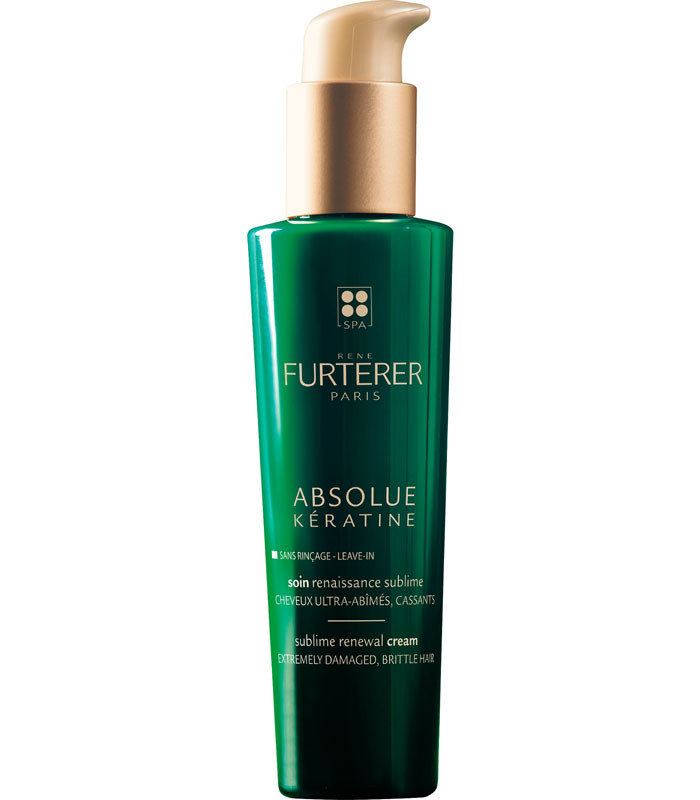 SPA
RENE
FURTERER
PARIS
ABSOLUE
KÉRATINE
SANS RINÇAGE - LEAVE-IN
soin renaissance sublime
CHEVEUX ULTRA-ABÎMÉS, CASSANTS
sublime renewal cream
EXTREMELY DAMAGED, BRITTLE HAIR